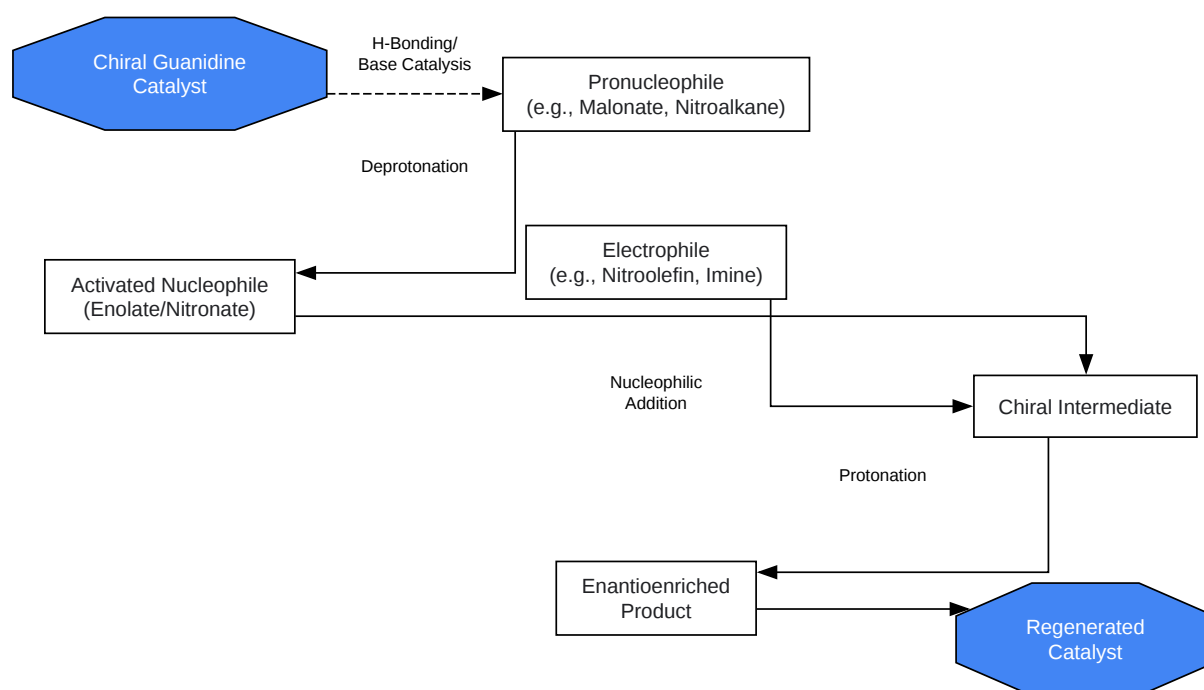 Chiral Guanidine
Catalyst
H-Bonding/
Base Catalysis
Pronucleophile
(e.g., Malonate, Nitroalkane)
Deprotonation
Electrophile
(e.g., Nitroolefin, Imine)
Activated Nucleophile
(Enolate/Nitronate)
Nucleophilic
Addition
Chiral Intermediate
Protonation
Enantioenriched
Product
Regenerated
Catalyst